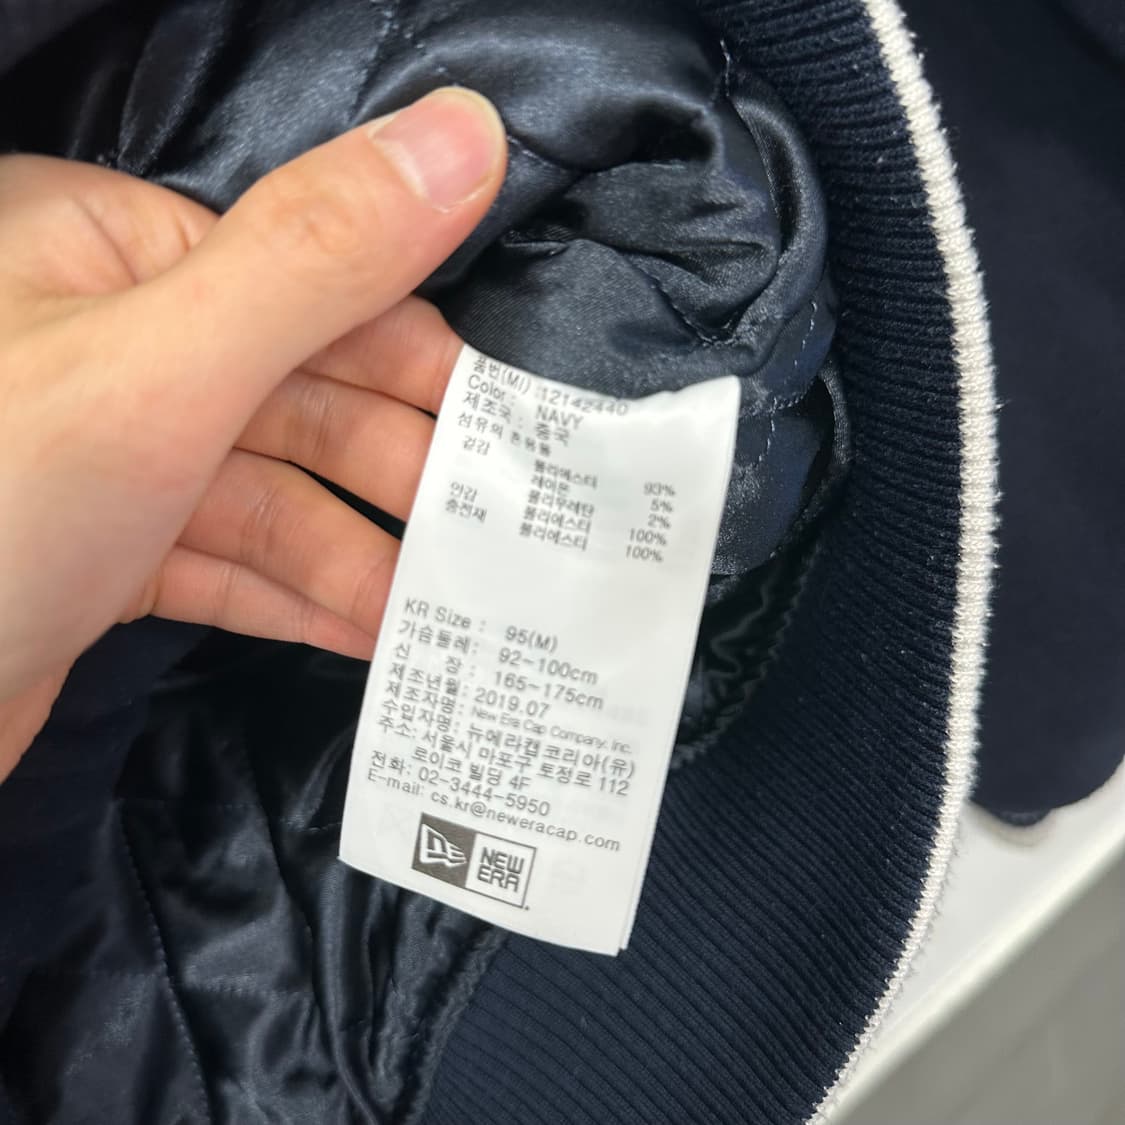 품번(MI) :12142440
Color : NAVY
제조국 : 중국
섬유의 혼용률
겉감 폴리에스터 93%
레이온 5%
폴리우레탄 2%
안감 폴리에스터 100%
충전재 폴리에스터 100%
KR Size : 95(M)
가슴둘레: 92~100cm
신 장: 165~175cm
제조년월: 2019.07
제조자명: New Era Cap Company. Inc.
수입자명: 뉴에라캡코리아(유)
주소: 서울시 마포구 토정로 112
로이코 빌딩 4F
전화: 02-3444-5950
E-mail: cs.kr@neweracap.com
NEW
ERA